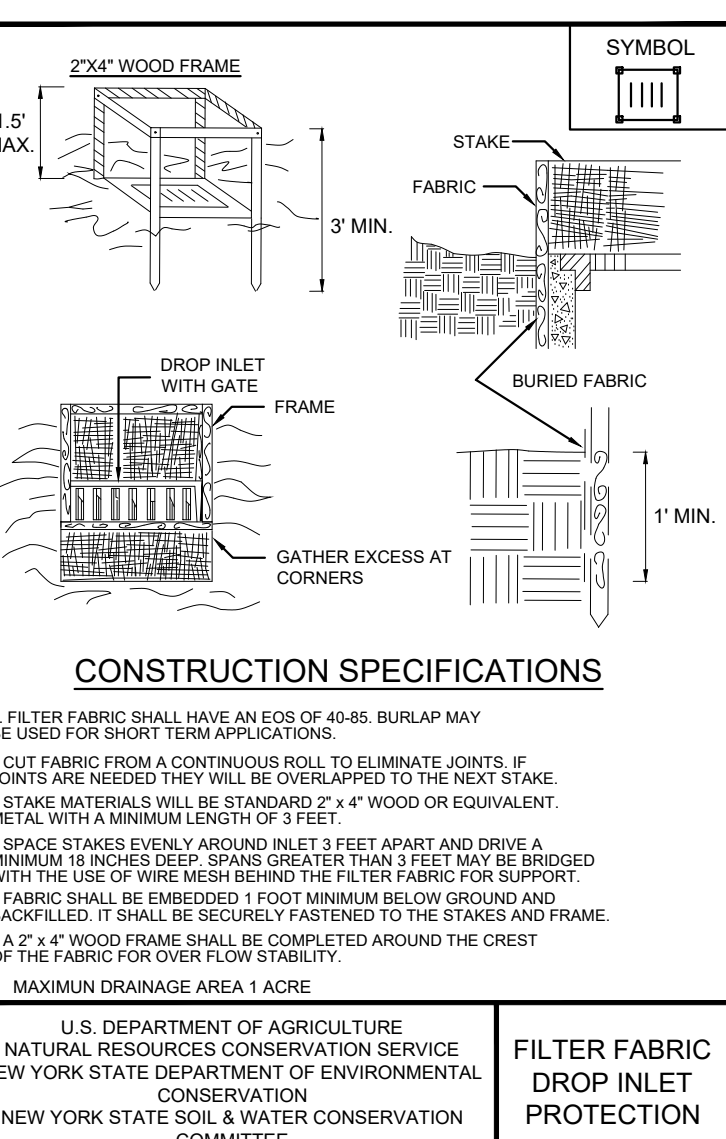 SYMBOL
2"X4" WOOD FRAME
1.5'
MAX.
3' MIN.
STAKE
FABRIC
DROP INLET
WITH GATE
FRAME
BURIED FABRIC
1' MIN.
GATHER EXCESS AT
CORNERS
CONSTRUCTION SPECIFICATIONS
FILTER FABRIC SHALL HAVE AN EOS OF 40-85. BURLAP MAY
BE USED FOR SHORT TERM APPLICATIONS.
CUT FABRIC FROM A CONTINUOUS ROLL TO ELIMINATE JOINTS. IF
JOINTS ARE NEEDED THEY WILL BE OVERLAPPED TO THE NEXT STAKE.
STAKE MATERIALS WILL BE STANDARD 2" x 4" WOOD OR EQUIVALENT.
METAL WITH A MINIMUM LENGTH OF 3 FEET.
SPACE STAKES EVENLY AROUND INLET 3 FEET APART AND DRIVE A
MINIMUM 18 INCHES DEEP. SPANS GREATER THAN 3 FEET MAY BE BRIDGED
WITH THE USE OF WIRE MESH BEHIND THE FILTER FABRIC FOR SUPPORT.
FABRIC SHALL BE EMBEDDED 1 FOOT MINIMUM BELOW GROUND AND
BACKFILLED. IT SHALL BE SECURELY FASTENED TO THE STAKES AND FRAME.
A 2" x 4" WOOD FRAME SHALL BE COMPLETED AROUND THE CREST
OF THE FABRIC FOR OVER FLOW STABILITY.
MAXIMUN DRAINAGE AREA 1 ACRE
U.S. DEPARTMENT OF AGRICULTURE
NATURAL RESOURCES CONSERVATION SERVICE
NEW YORK STATE DEPARTMENT OF ENVIRONMENTAL
CONSERVATION
NEW YORK STATE SOIL & WATER CONSERVATION
COMMITTEE
FILTER FABRIC
DROP INLET
PROTECTION